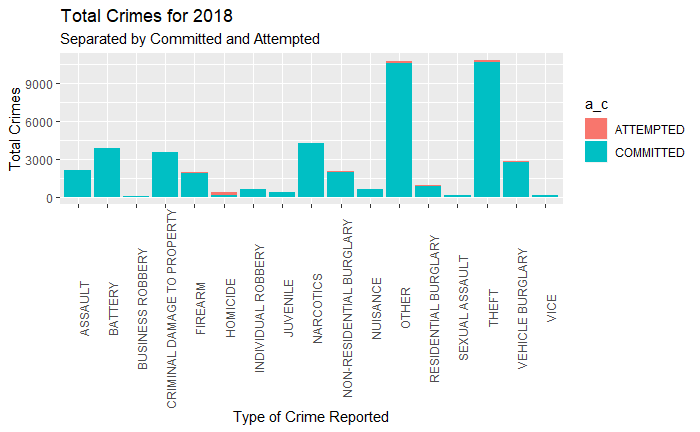 Total Crimes for 2018
Separated by Committed and Attempted
Total Crimes
9000
6000
3000
0
ASSAULT
BATTERY
BUSINESS ROBBERY
CRIMINAL DAMAGE TO PROPERTY
FIREARM
HOMICIDE
INDIVIDUAL ROBBERY
JUVENILE
NARCOTICS
NON-RESIDENTIAL BURGLARY
NUISANCE
OTHER
RESIDENTIAL BURGLARY
SEXUAL ASSAULT
THEFT
VEHICLE BURGLARY
VICE
Type of Crime Reported
a_c
ATTEMPTED
COMMITTED